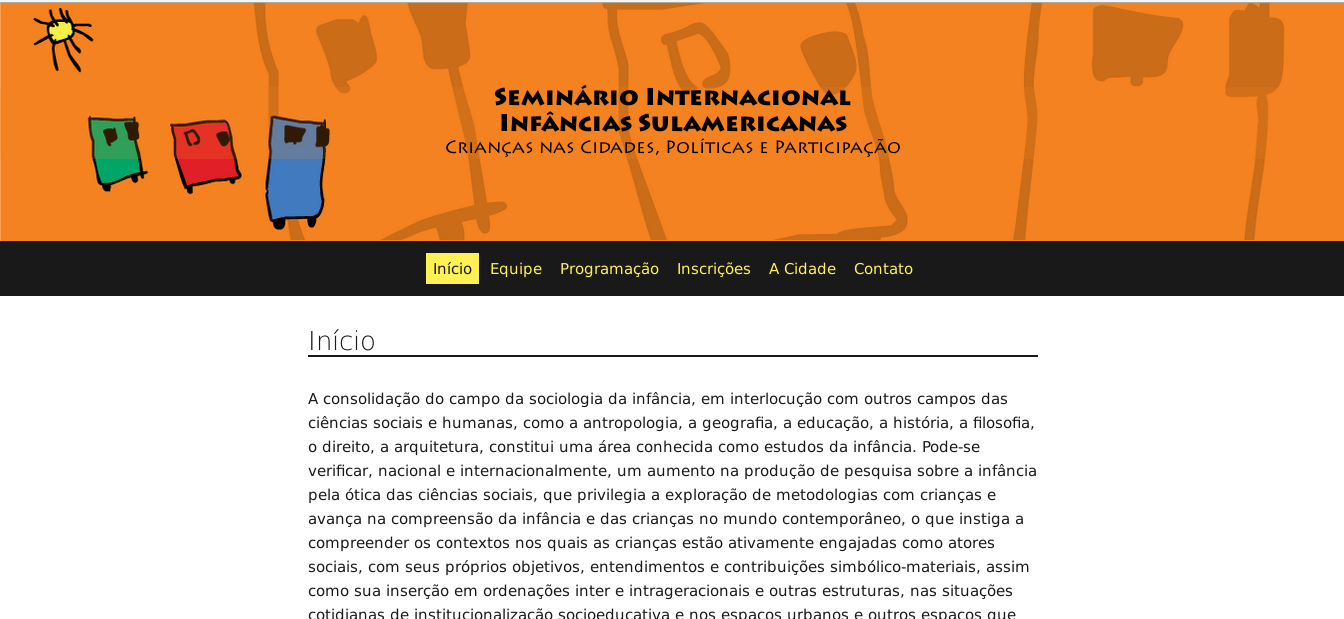 Seminário Internacional
Infâncias Sulamericanas
Crianças nas Cidades, Políticas e Participação
Início Equipe Programação Inscrições A Cidade Contato
Início
A consolidação do campo da sociologia da infância, em interlocução com outros campos das
ciências sociais e humanas, como a antropologia, a geografia, a educação, a história, a filosofia,
o direito, a arquitetura, constitui uma área conhecida como estudos da infância. Pode-se
verificar, nacional e internacionalmente, um aumento na produção de pesquisa sobre a infância
pela ótica das ciências sociais, que privilegia a exploração de metodologias com crianças e
avança na compreensão da infância e das crianças no mundo contemporâneo, o que instiga a
compreender os contextos nos quais as crianças estão ativamente engajadas como atores
sociais, com seus próprios objetivos, entendimentos e contribuições simbólico-materiais, assim
como sua inserção em ordenações inter e intrageracionais e outras estruturas, nas situações
cotidianas de institucionalização socioeducativa e nos espaços urbanos e outros espaços que